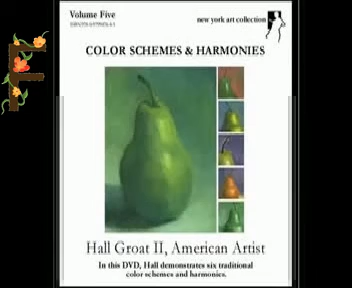 Volume Five
new york art collection
COLOR SCHEMES & HARMONIES
Hall Groat II, American Artist
In this DVD, Hall demonstrates six traditional
color schemes and harmonies.